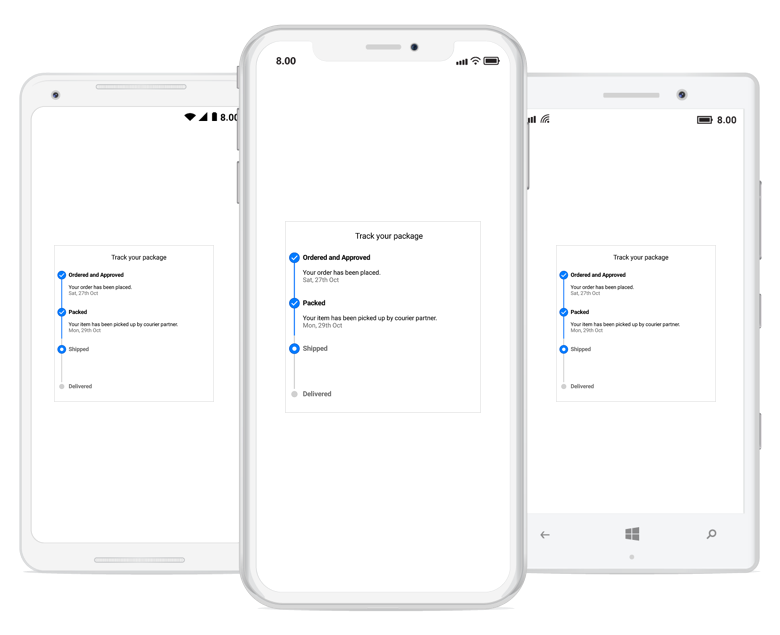 8.00
Track your package
Ordered and Approved
Your order has been placed.
Sat, 27th Oct
Packed
Your item has been picked up by courier partner.
Mon, 29th Oct
Shipped
Delivered
8.00
Track your package
Ordered and Approved
Your order has been placed.
Sat, 27th Oct
Packed
Your item has been picked up by courier partner.
Mon, 29th Oct
Shipped
Delivered
8.00
Track your package
Ordered and Approved
Your order has been placed.
Sat, 27th Oct
Packed
Your item has been picked up by courier partner.
Mon, 29th Oct
Shipped
Delivered